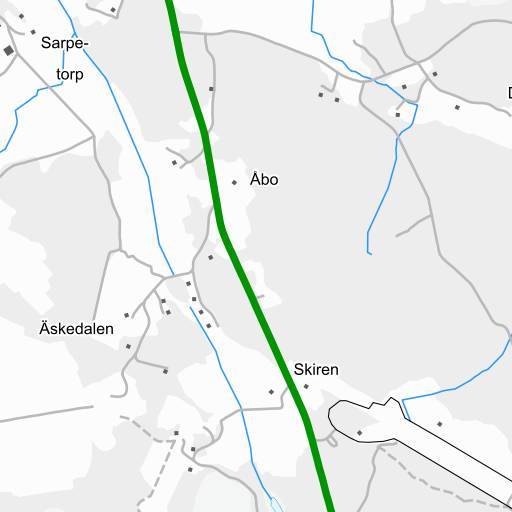 Sarpe-
torp
D
Åbo
Äskedalen
Skiren